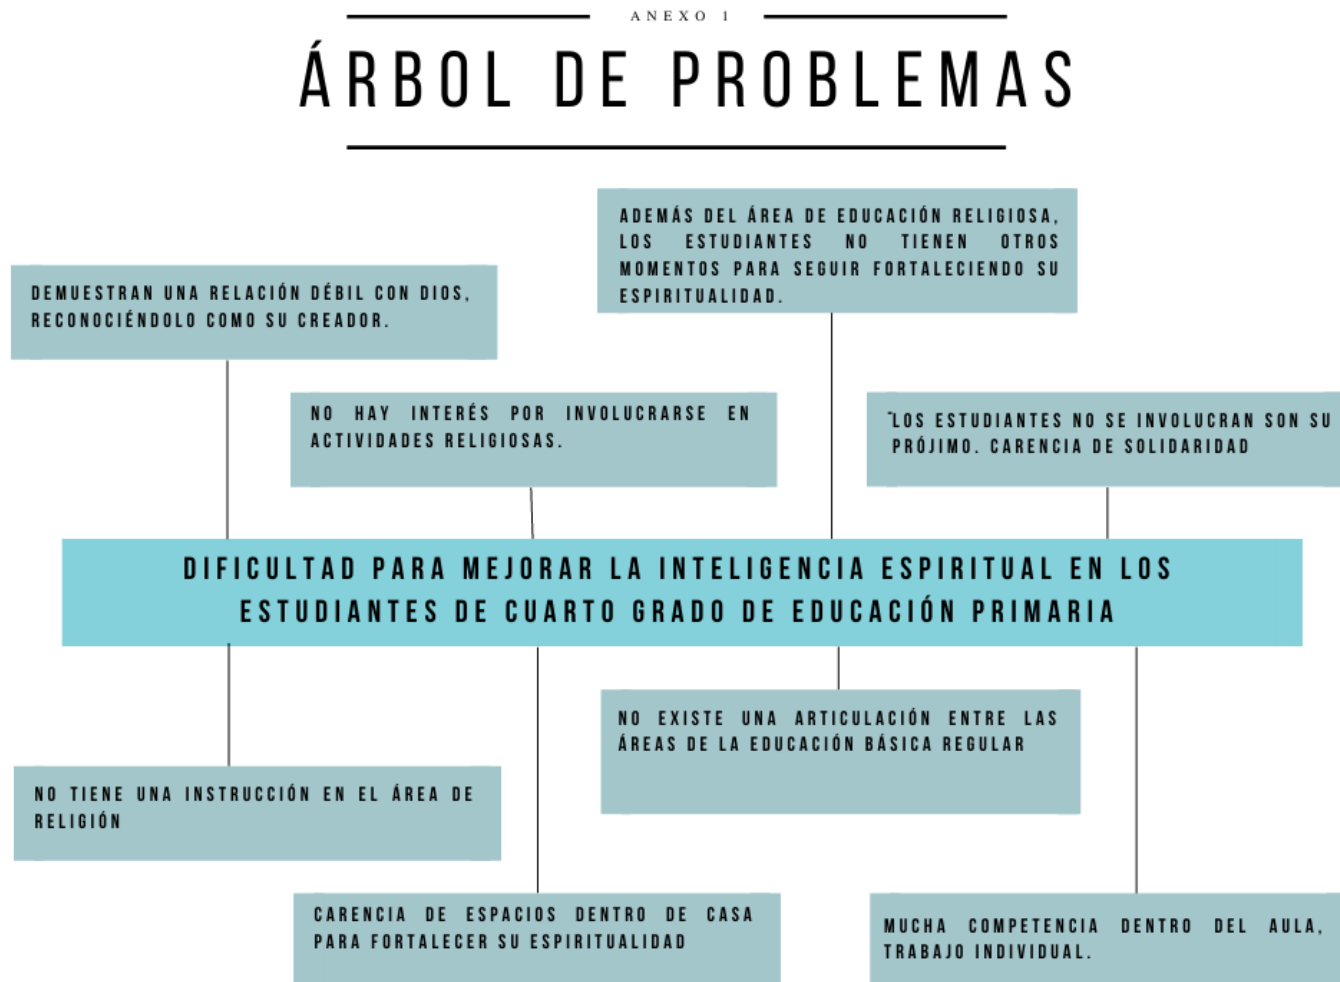 ANEXO 1
ÁRBOL DE PROBLEMAS
ADEMÁS DEL ÁREA DE EDUCACIÓN RELIGIOSA,
LOS ESTUDIANTES NO TIENEN OTROS
MOMENTOS PARA SEGUIR FORTALECIENDO SU
ESPIRITUALIDAD.
DEMUESTRAN UNA RELACIÓN DÉBIL CON DIOS,
RECONOCIÉNDOLO COMO SU CREADOR.
NO HAY INTERÉS POR INVOLUCRARSE EN
ACTIVIDADES RELIGIOSAS.
¨LOS ESTUDIANTES NO SE INVOLUCRAN SON SU
PRÓJIMO. CARENCIA DE SOLIDARIDAD
DIFICULTAD PARA MEJORAR LA INTELIGENCIA ESPIRITUAL EN LOS
ESTUDIANTES DE CUARTO GRADO DE EDUCACIÓN PRIMARIA
NO EXISTE UNA ARTICULACIÓN ENTRE LAS
ÁREAS DE LA EDUCACIÓN BÁSICA REGULAR
NO TIENE UNA INSTRUCCIÓN EN EL ÁREA DE
RELIGIÓN
CARENCIA DE ESPACIOS DENTRO DE CASA
PARA FORTALECER SU ESPIRITUALIDAD
MUCHA COMPETENCIA DENTRO DEL AULA,
TRABAJO INDIVIDUAL.